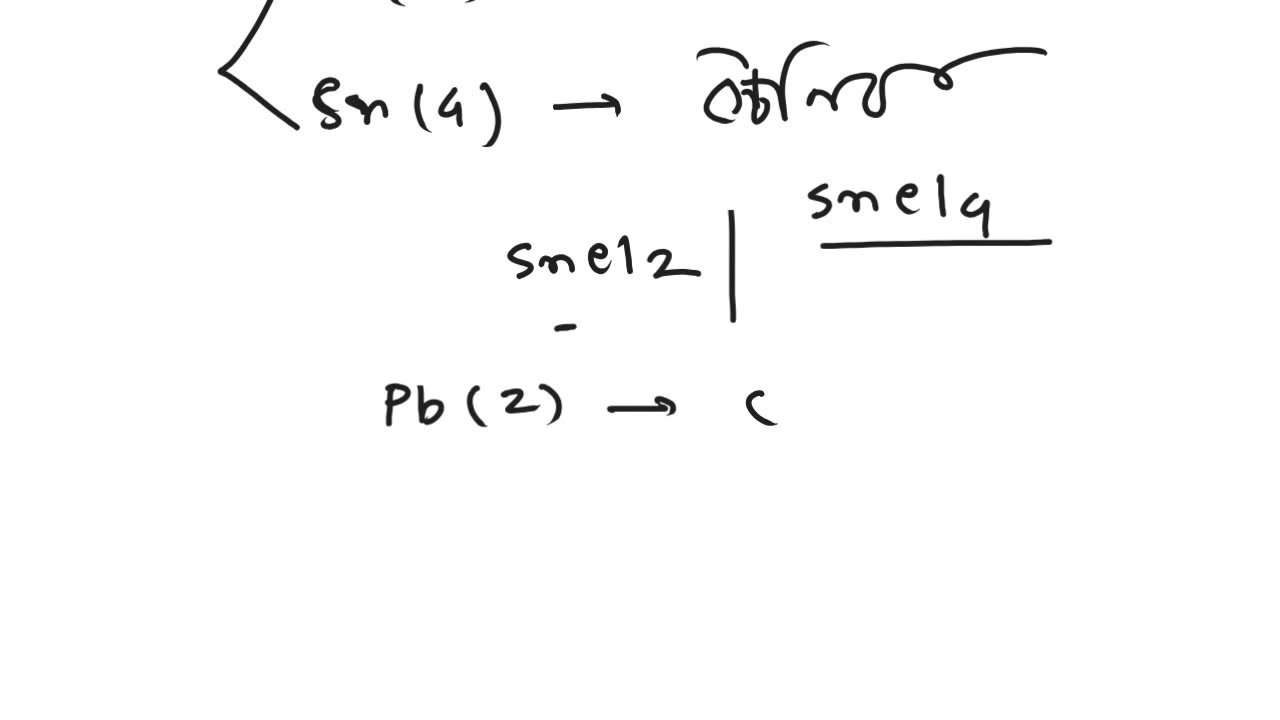 Sn (4) →
SnCl4
SnCl2
-
Pb (2) → C